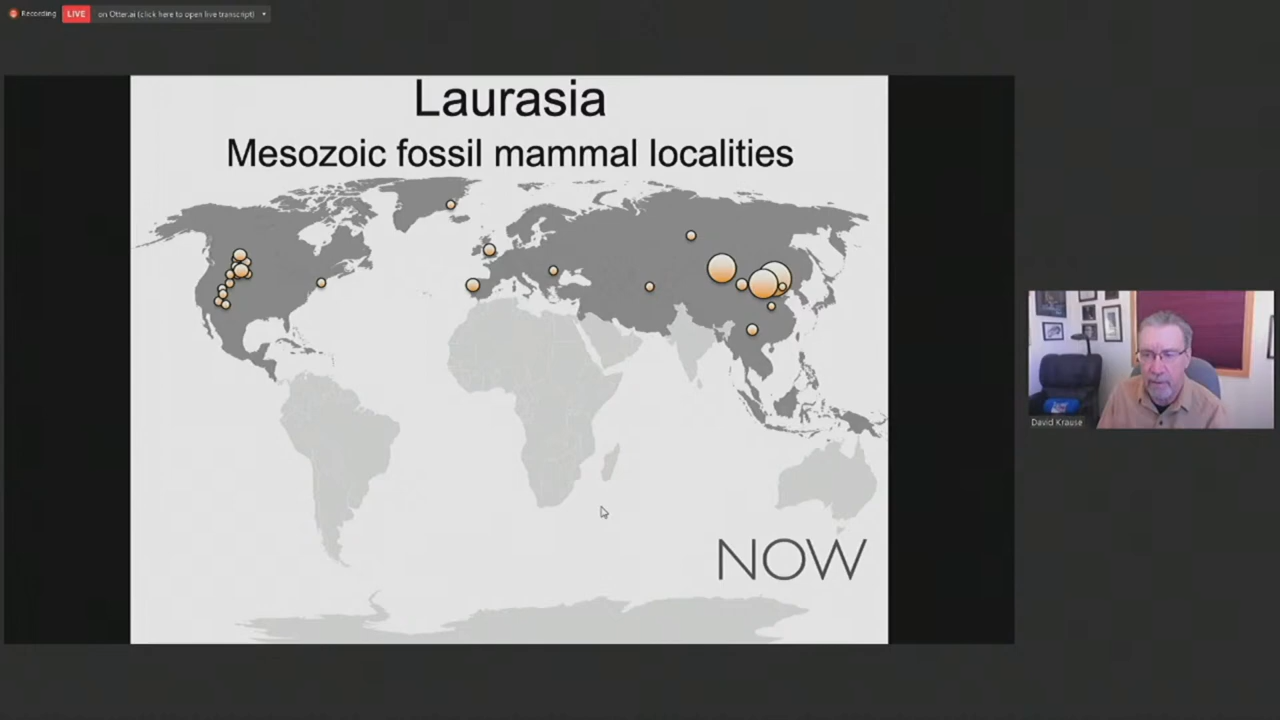 Recording
LIVE
on Otter.ai (click here to open live transcript)
Laurasia
Mesozoic fossil mammal localities
NOW
David Krause